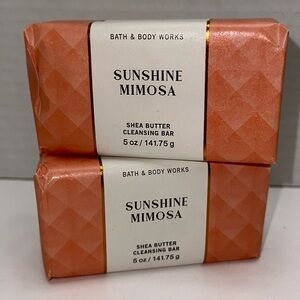 BATH & BODY WORKS
SUNSHINE
MIMOSA
SHEA BUTTER
CLEANSING BAR
5 oz / 141.75 g
BATH & BODY WORKS
SUNSHINE
MIMOSA
SHEA BUTTER
CLEANSING BAR
5 oz / 141.75 g